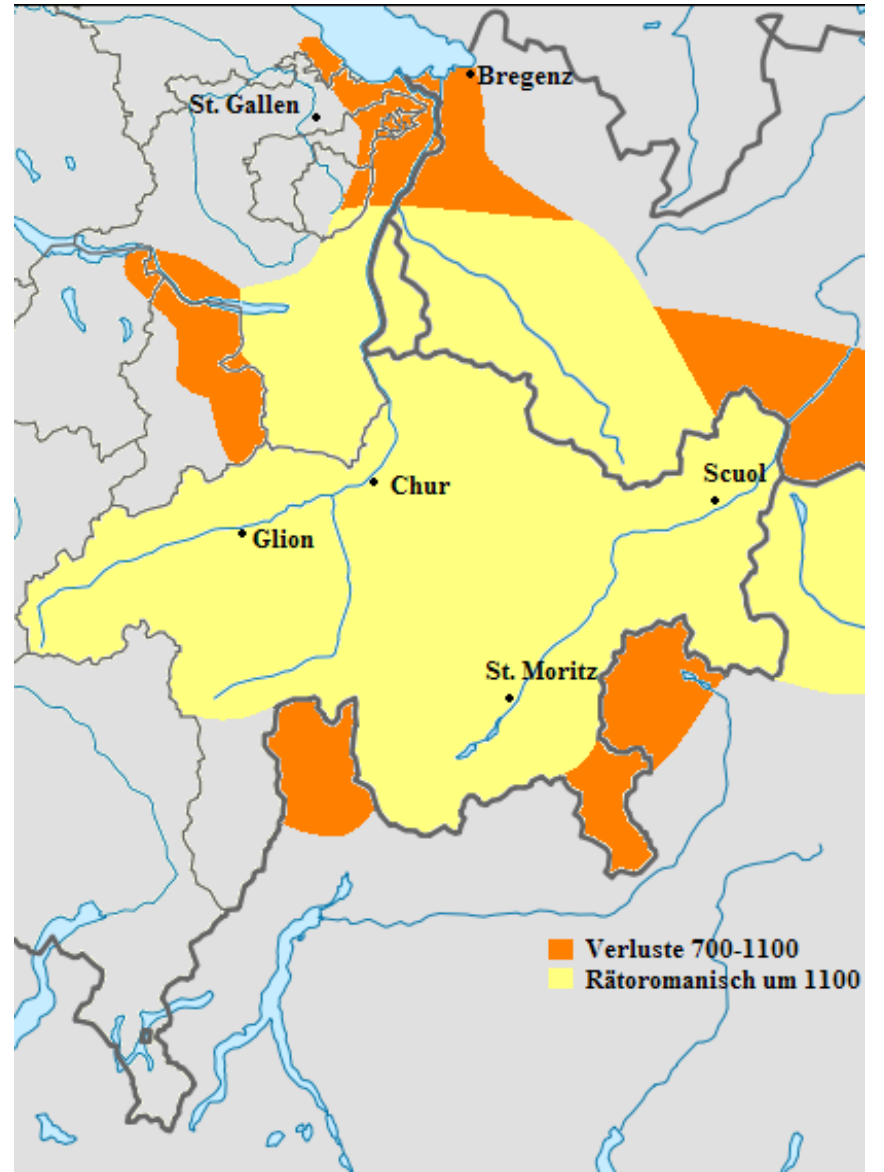 Bregenz
St. Gallen
Chur
Scuol
Glion
St. Moritz
Verluste 700-1100
Rätoromanisch um 1100